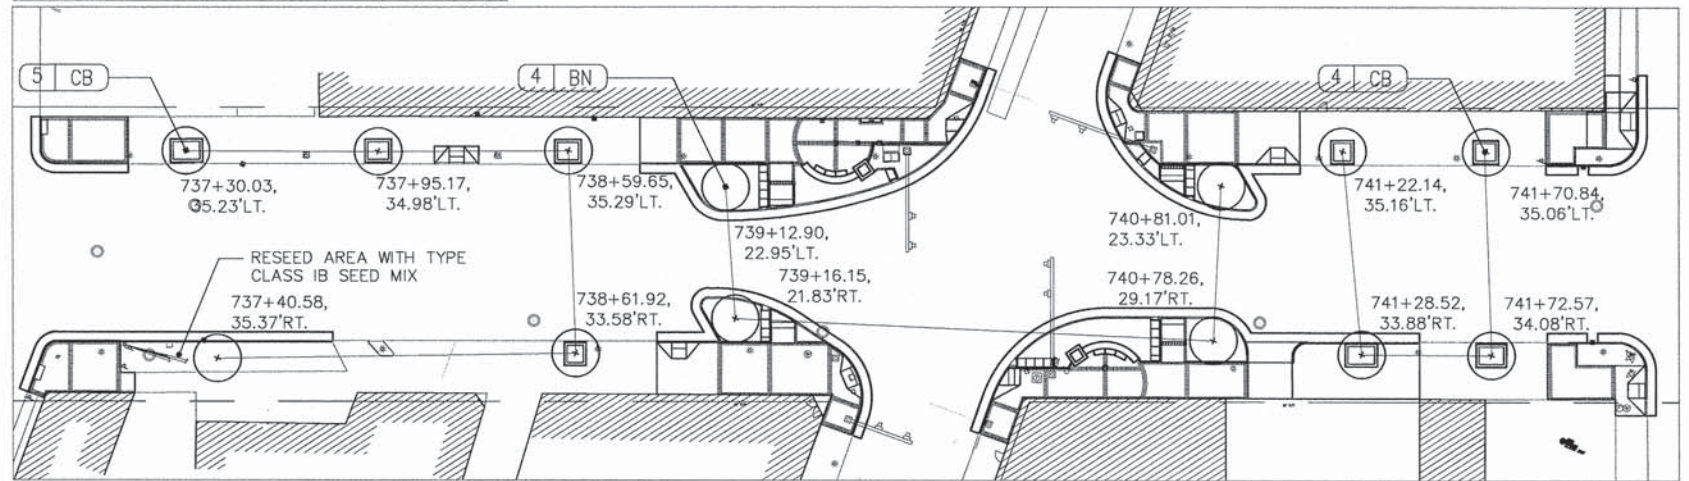 5 CB
4 BN
4 CB
737+30.03,
35.23'LT.
737+95.17,
34.98'LT.
738+59.65,
35.29'LT.
739+12.90,
22.95'LT.
740+81.01,
23.33'LT.
741+22.14,
35.16'LT.
741+70.84,
35.06'LT.
RESEED AREA WITH TYPE
CLASS IB SEED MIX
737+40.58,
35.37'RT.
738+61.92,
33.58'RT.
739+16.15,
21.83'RT.
740+78.26,
29.17'RT.
741+28.52,
33.88'RT.
741+72.57,
34.08'RT.